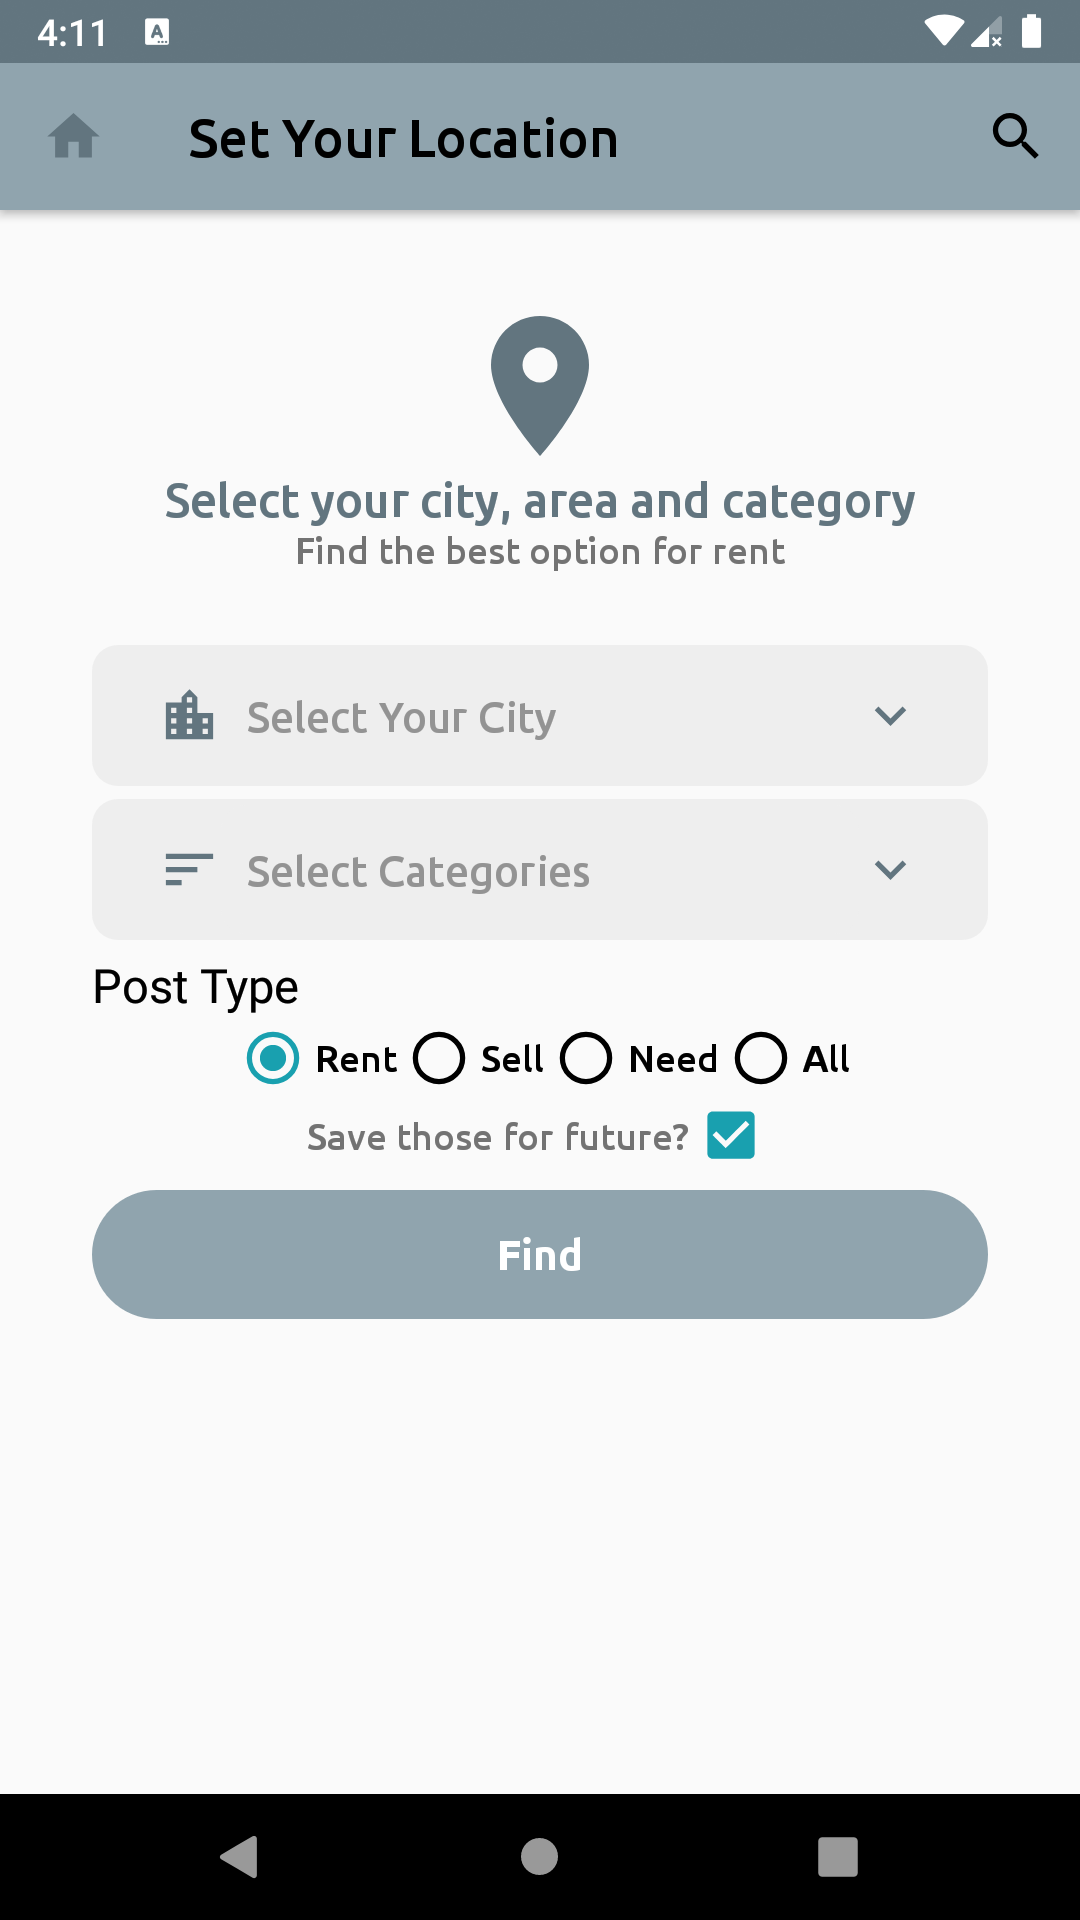 4:11
Set Your Location
Select your city, area and category
Find the best option for rent
Select Your City
Select Categories
Post Type
Rent Sell Need All
Save those for future?
Find